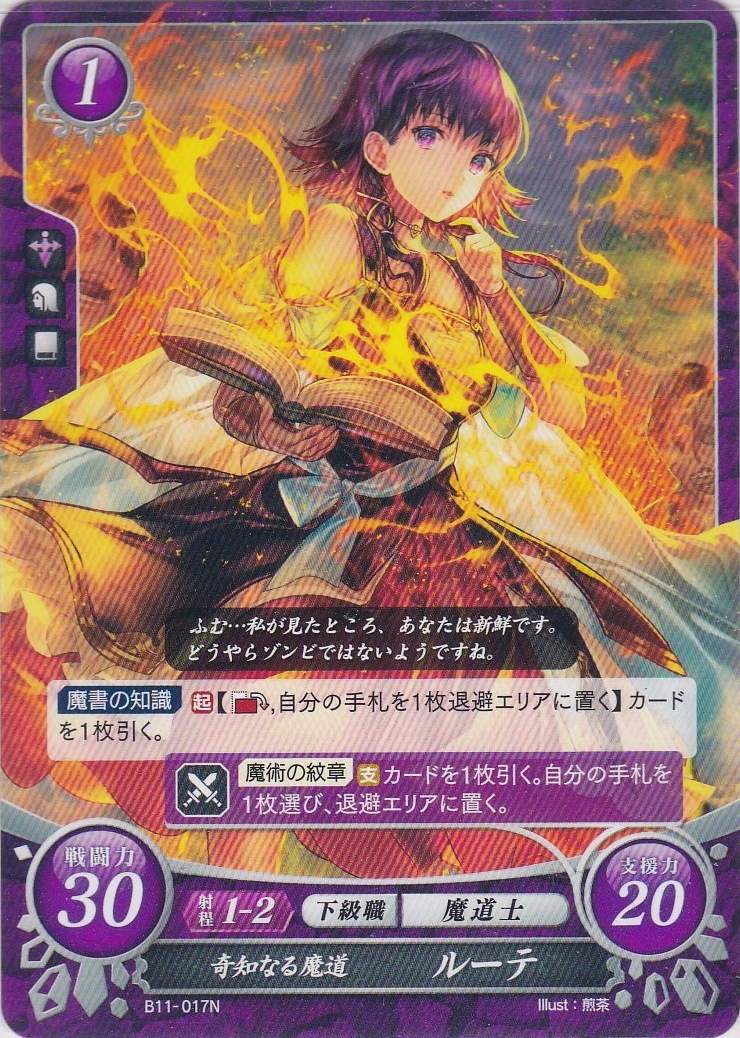 1
ふむ…私が見たところ、あなたは新鮮です。
どうやらゾンビではないようですね。
魔書の知識 起【 ,自分の手札を1枚退避エリアに置く】カード
を1枚引く。
魔術の紋章 支 カードを1枚引く。自分の手札を
1枚選び、退避エリアに置く。
戦闘力
30
射程 1-2 下級職 魔道士
支援力
20
奇知なる魔道 ルーテ
B11-017N Illust：煎茶